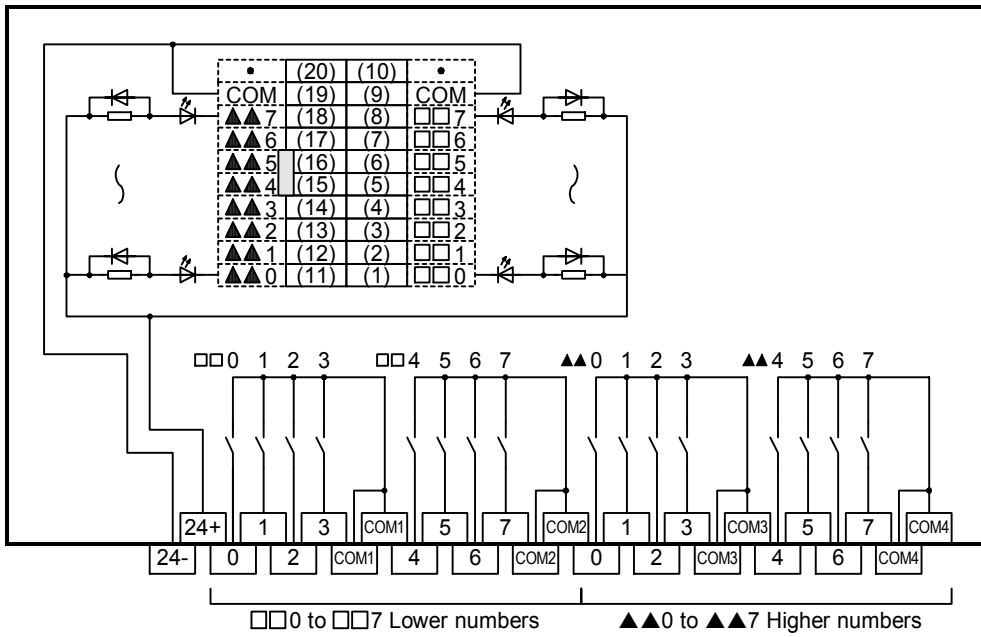 • (20) (10) •
COM (19) (9) COM
▲▲7 (18) (8) □□7
▲▲6 (17) (7) □□6
▲▲5 (16) (6) □□5
▲▲4 (15) (5) □□4
▲▲3 (14) (4) □□3
▲▲2 (13) (3) □□2
▲▲1 (12) (2) □□1
▲▲0 (11) (1) □□0
□□0 1 2 3 □□4 5 6 7 ▲▲0 1 2 3 ▲▲4 5 6 7
24+ 1 3 COM1 5 7 COM2 1 3 COM3 5 7 COM4
24- 0 2 COM1 4 6 COM2 0 2 COM3 4 6 COM4
□□0 to □□7 Lower numbers ▲▲0 to ▲▲7 Higher numbers